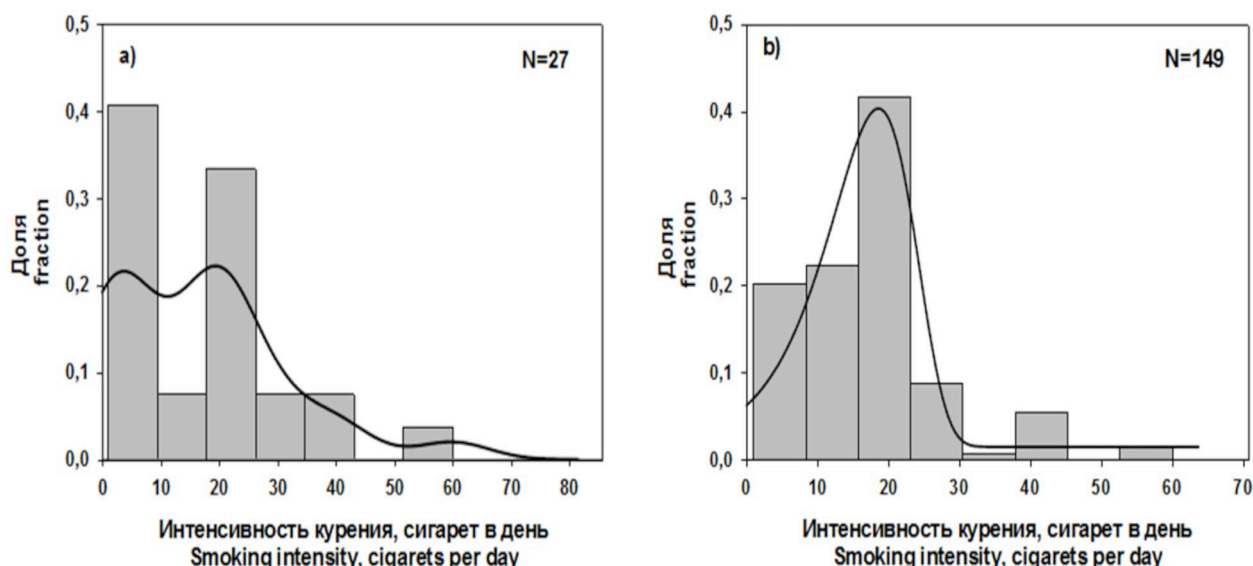 a)
N=27
0,5
0,4
0,3
0,2
0,1
0,0
Доля
fraction
0 10 20 30 40 50 60 70 80
Интенсивность курения, сигарет в день
Smoking intensity, cigarets per day
b)
N=149
0,5
0,4
0,3
0,2
0,1
0,0
Доля
fraction
0 10 20 30 40 50 60 70
Интенсивность курения, сигарет в день
Smoking intensity, cigarets per day